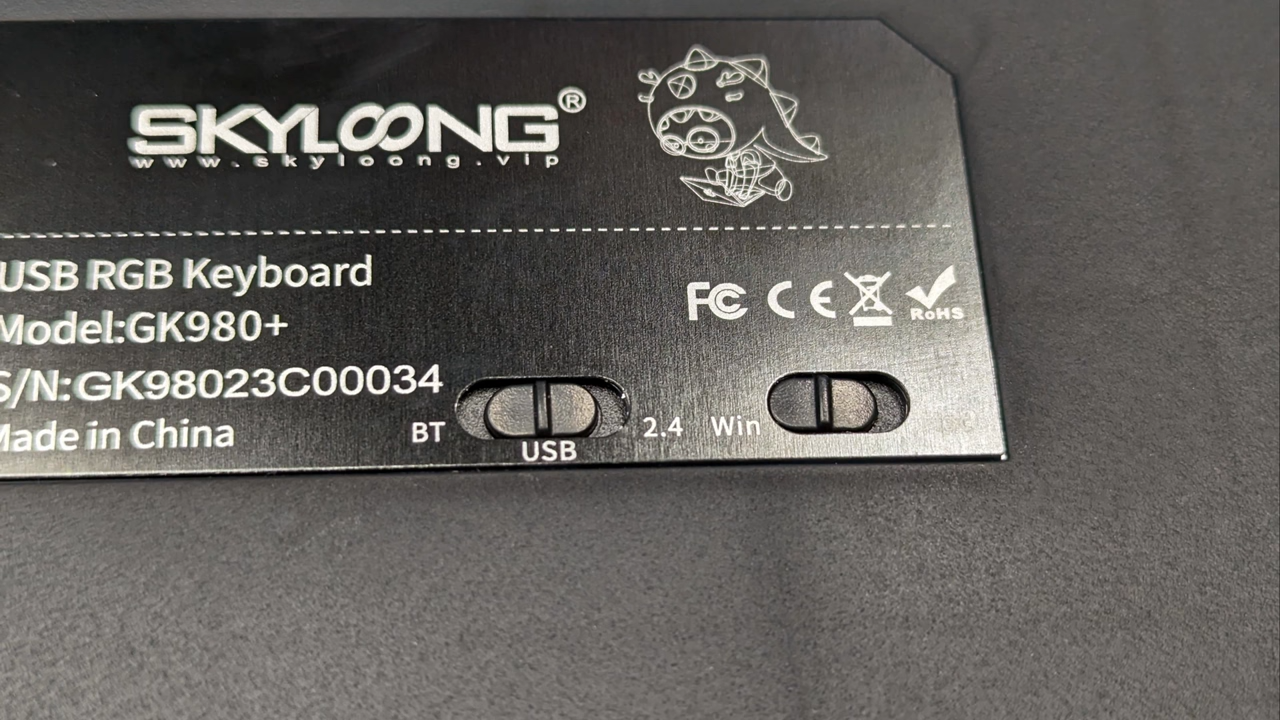 SKYLOONG®
www.skyloong.vip
USB RGB Keyboard
Model:GK980+
FC CE RoHS
S/N:GK98023C00034
Made in China
BT USB 2.4 Win